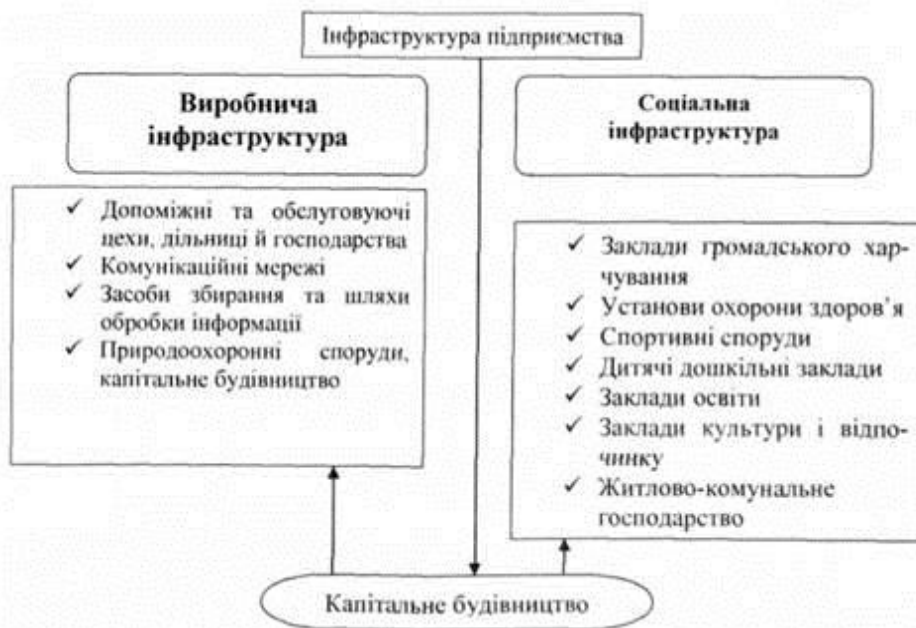 Інфраструктура підприємства
Виробнича
інфраструктура
Соціальна
інфраструктура
✓ Допоміжні та обслуговуючі
цехи, дільниці й господарства
✓ Комунікаційні мережі
✓ Засоби збирання та шляхи
обробки інформації
✓ Природоохоронні споруди,
капітальне будівництво
✓ Заклади громадського хар-
чування
✓ Установи охорони здоров'я
✓ Спортивні споруди
✓ Дитячі дошкільні заклади
✓ Заклади освіти
✓ Заклади культури і відпо-
чинку
✓ Житлово-комунальне
господарство
Капітальне будівництво